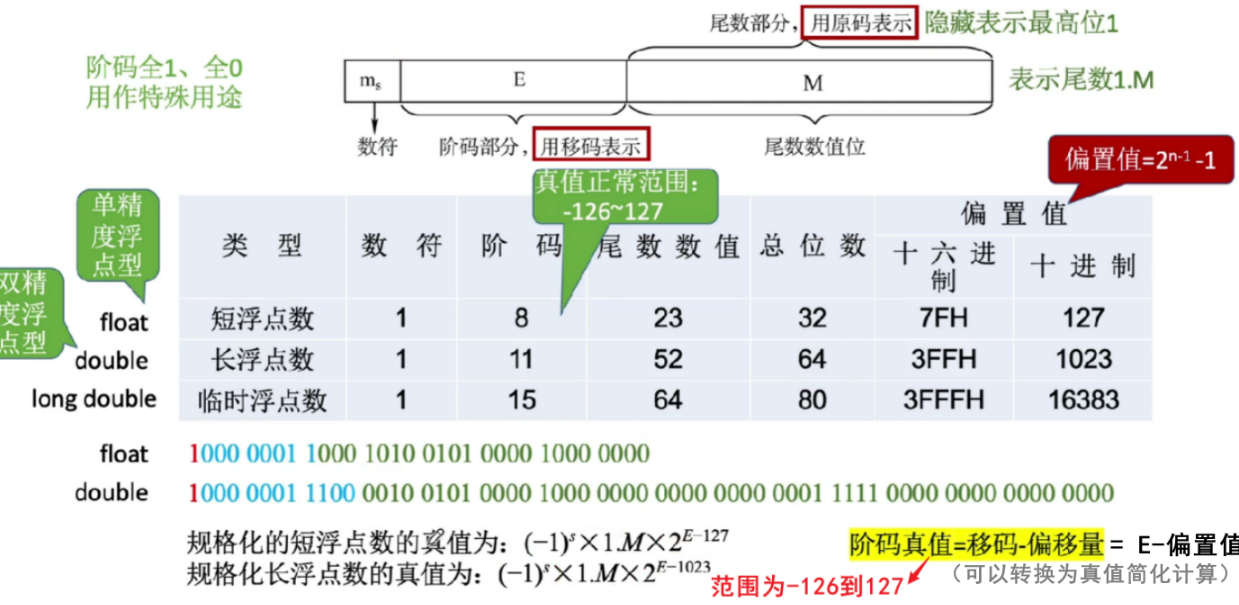 尾数部分，用原码表示 隐藏表示最高位1
阶码全1、全0
用作特殊用途
ms E M
表示尾数1.M
数符 阶码部分，用移码表示 尾数数值位
偏置值=2ⁿ⁻¹ -1
真值正常范围：
-126~127
单精
度浮
点型
双精
度浮
点型
类 型 数 符 阶 码 尾 数 数 值 总 位 数 偏 置 值
十 六 进
制
十 进 制
float 短浮点数 1 8 23 32 7FH 127
double 长浮点数 1 11 52 64 3FFH 1023
long double 临时浮点数 1 15 64 80 3FFFH 16383
float 1000 0001 1000 1010 0101 0000 1000 0000
double 1000 0001 1100 0010 0101 0000 1000 0000 0000 0000 0001 1111 0000 0000 0000 0000
规格化的短浮点数的真值为：(−1)ˢ×1.M×2ᴱ⁻¹²⁷
阶码真值=移码-偏移量 = E-偏置值
规格化长浮点数的真值为：(−1)ˢ×1.M×2ᴱ⁻¹⁰²³
（可以转换为真值简化计算）
范围为-126到127